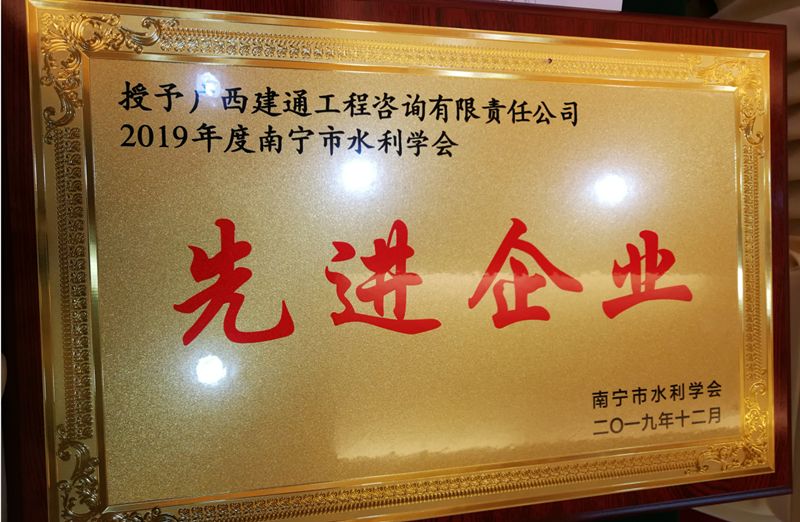 授予广西建通工程咨询有限责任公司
2019年度南宁市水利学会
先进企业
南宁市水利学会
二〇一九年十二月